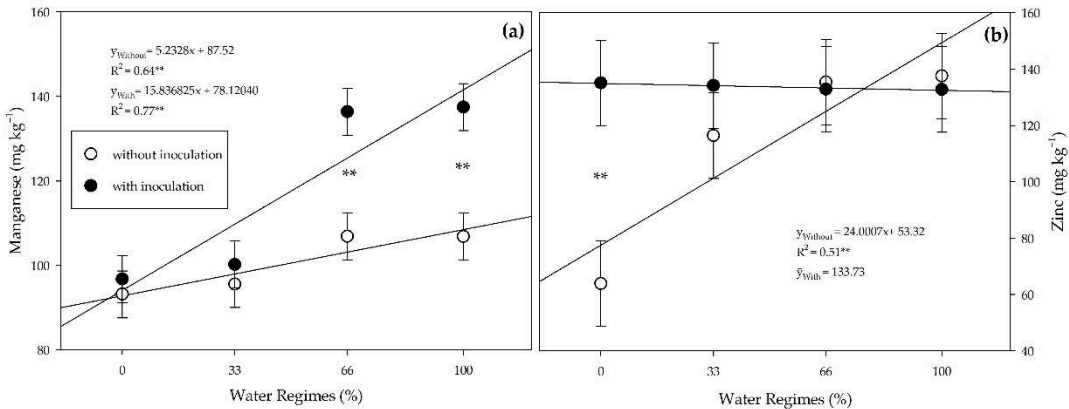 (a)
y_Without = 5.2328x + 87.52
R² = 0.64**
y_With = 15.836825x + 78.12040
R² = 0.77**
without inoculation
with inoculation
**
**
Manganese (mg kg⁻¹)
160
140
120
100
80
0
33
66
100
Water Regimes (%)
(b)
**
y_Without = 24.0007x + 53.32
R² = 0.51**
ȳ_With = 133.73
160
140
120
100
80
60
40
Zinc (mg kg⁻¹)
0
33
66
100
Water Regimes (%)